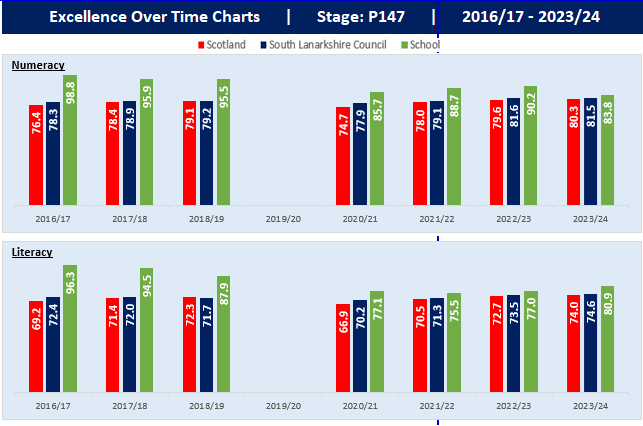 Excellence Over Time Charts | Stage: P147 | 2016/17 - 2023/24
Scotland South Lanarkshire Council School
Numeracy
76.4 78.3 98.8 78.4 78.9 95.9 79.1 79.2 95.5 74.7 77.9 85.7 78.0 79.1 88.7 79.6 81.6 90.2 80.3 81.5 83.8
2016/17 2017/18 2018/19 2019/20 2020/21 2021/22 2022/23 2023/24
Literacy
69.2 72.4 96.3 71.4 72.0 94.5 72.3 71.7 87.9 66.9 70.2 77.1 70.5 71.3 75.5 72.7 73.5 77.0 74.0 74.6 80.9
2016/17 2017/18 2018/19 2019/20 2020/21 2021/22 2022/23 2023/24